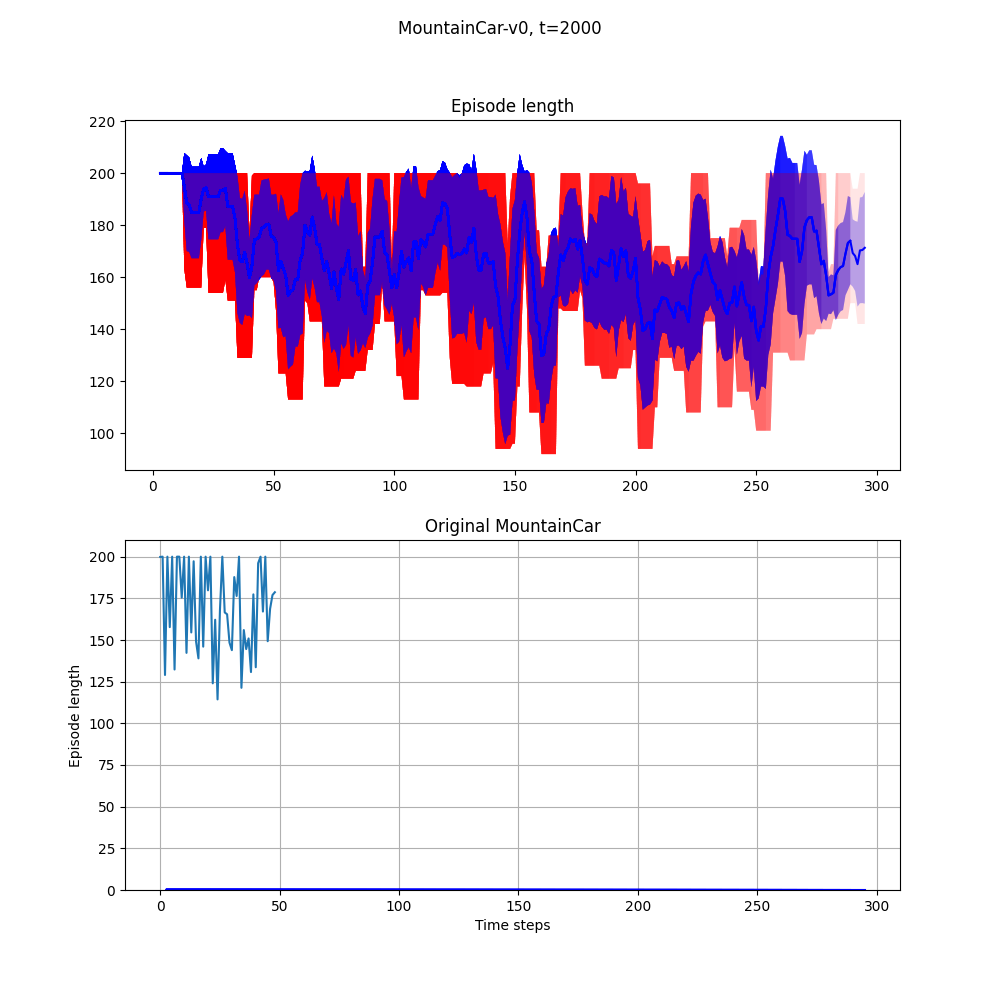 MountainCar-v0, t=2000
Episode length
220
200
180
160
140
120
100
0 50 100 150 200 250 300
Original MountainCar
Episode length
200
175
150
125
100
75
50
25
0
0 50 100 150 200 250 300
Time steps